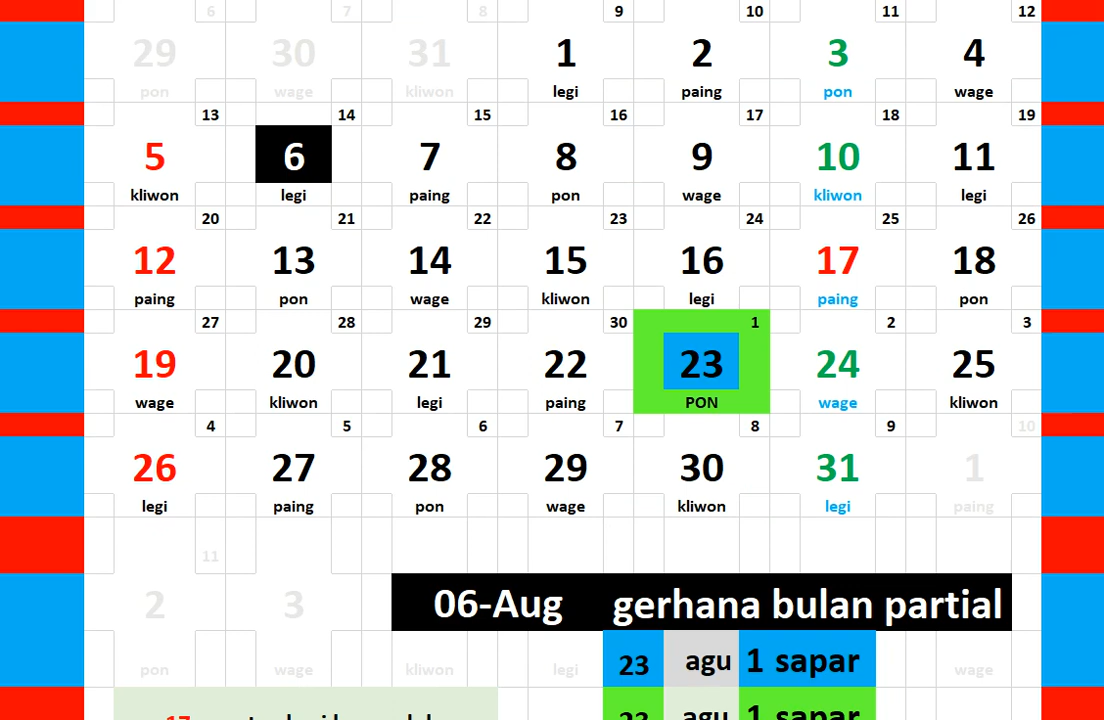 6 7 8 9 10 11 12
29 30 31 1 2 3 4
pon wage kliwon legi paing pon wage
13 14 15 16 17 18 19
5 6 7 8 9 10 11
kliwon legi paing pon wage kliwon legi
20 21 22 23 24 25 26
12 13 14 15 16 17 18
paing pon wage kliwon legi paing pon
27 28 29 30 1 2 3
19 20 21 22 23 24 25
wage kliwon legi paing PON wage kliwon
4 5 6 7 8 9 10
26 27 28 29 30 31 1
legi paing pon wage kliwon legi paing
11
2 3 06-Aug gerhana bulan partial
23 agu 1 sapar
pon wage kliwon legi wage
17
23 agu 1 sapar